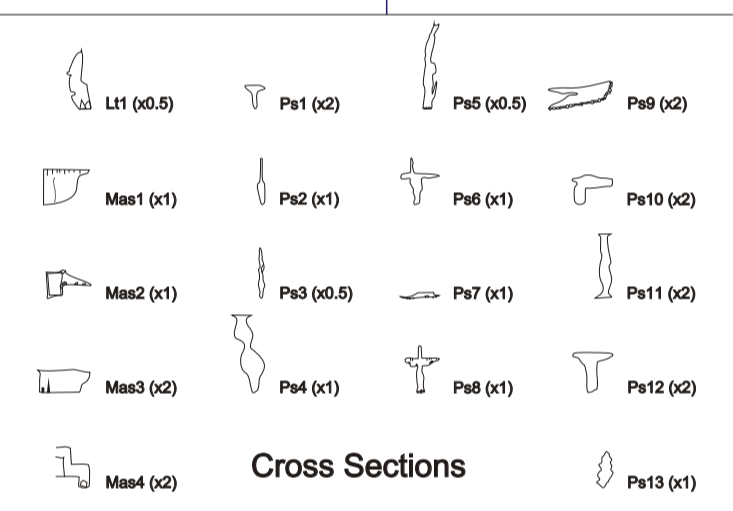 Lt1 (x0.5)
Ps1 (x2)
Ps5 (x0.5)
Ps9 (x2)
Mas1 (x1)
Ps2 (x1)
Ps6 (x1)
Ps10 (x2)
Mas2 (x1)
Ps3 (x0.5)
Ps7 (x1)
Ps11 (x2)
Mas3 (x2)
Ps4 (x1)
Ps8 (x1)
Ps12 (x2)
Mas4 (x2)
Cross Sections
Ps13 (x1)